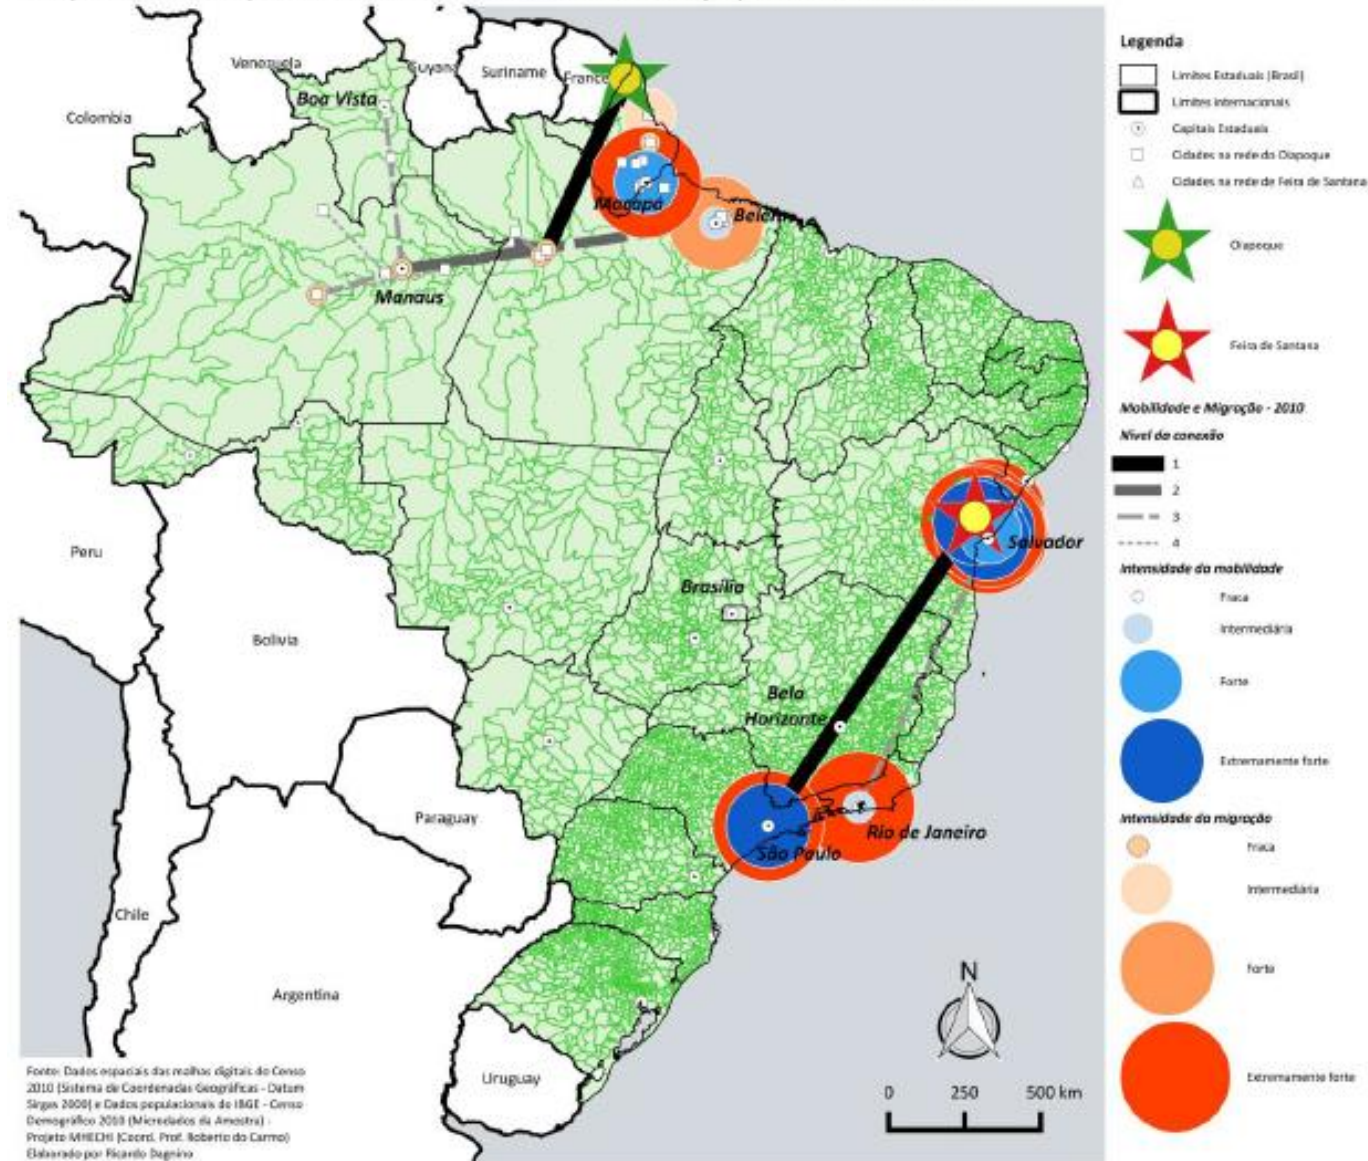 Venezuela
Guyana
Suriname
France
Colombia
Boa Vista
Macapá
Belém
Manaus
Peru
Bolivia
Brasília
Salvador
Belo
Horizonte
Paraguay
São Paulo
Rio de Janeiro
Chile
Argentina
Uruguay
N
0 250 500 km
Fonte: Dados espaciais das malhas digitais do Censo
2010 (Sistema de Coordenadas Geográficas - Datum
Sirgas 2000) e Dados populacionais do IBGE - Censo
Demográfico 2010 (Microdados da Amostra) -
Projeto MHECHI (Coord. Prof. Roberto do Carmo)
Elaborado por Ricardo Dagnino
Legenda
Limites Estaduais (Brasil)
Limites internacionais
Capitais Estaduais
Cidades na rede do Oiapoque
Cidades na rede de Feira de Santana
Oiapoque
Feira de Santana
Mobilidade e Migração - 2010
Nível da conexão
1
2
3
4
Intensidade da mobilidade
Fraca
Intermediária
Forte
Extremamente forte
Intensidade da migração
Fraca
Intermediária
Forte
Extremamente forte